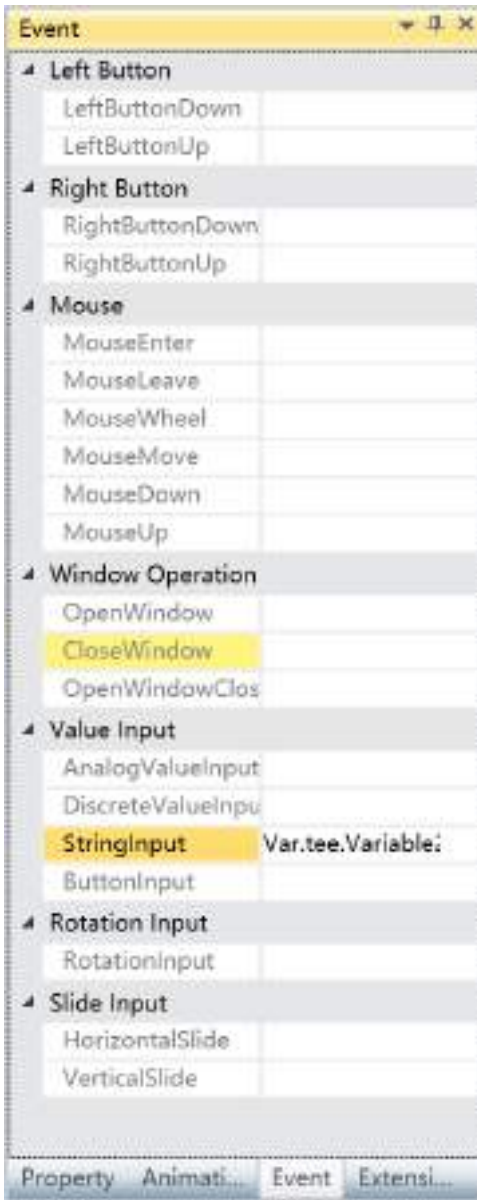 Event
Left Button
LeftButtonDown
LeftButtonUp
Right Button
RightButtonDown
RightButtonUp
Mouse
MouseEnter
MouseLeave
MouseWheel
MouseMove
MouseDown
MouseUp
Window Operation
OpenWindow
CloseWindow
OpenWindowClos
Value Input
AnalogValueInput
DiscreteValueInpu
StringInput Var.tee.Variable2
ButtonInput
Rotation Input
RotationInput
Slide Input
HorizontalSlide
VerticalSlide
Property Animati... Event Extensi...